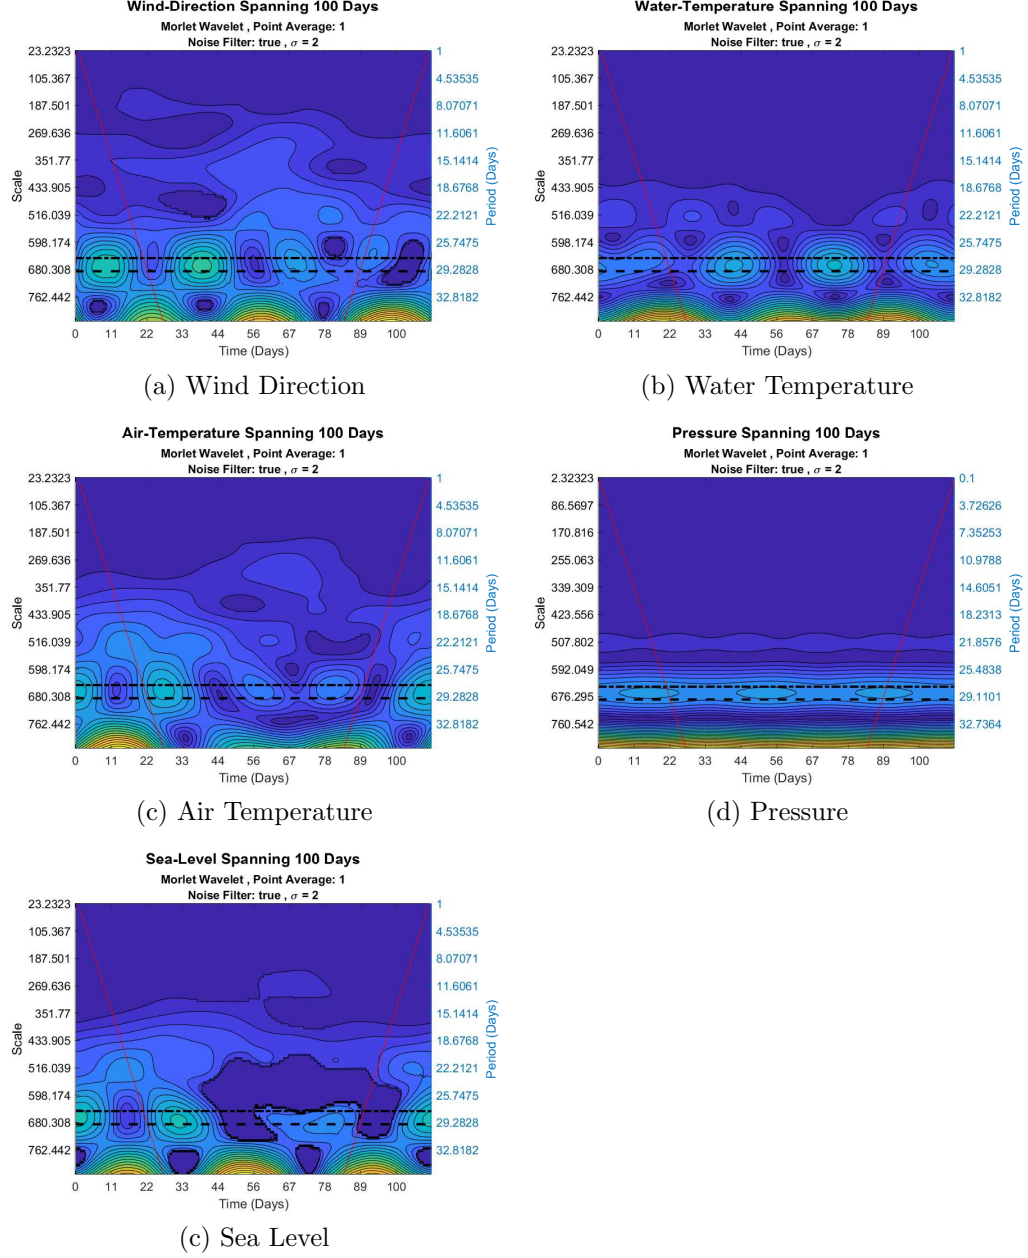 Wind-Direction Spanning 100 Days
Morlet Wavelet , Point Average: 1
Noise Filter: true , σ = 2
23.2323
105.367
187.501
269.636
351.77
433.905
516.039
598.174
680.308
762.442
Scale
1
4.53535
8.07071
11.6061
15.1414
18.6768
22.2121
25.7475
29.2828
32.8182
Period (Days)
0 11 22 33 44 56 67 78 89 100
Time (Days)
(a) Wind Direction
Water-Temperature Spanning 100 Days
Morlet Wavelet , Point Average: 1
Noise Filter: true , σ = 2
23.2323
105.367
187.501
269.636
351.77
433.905
516.039
598.174
680.308
762.442
Scale
1
4.53535
8.07071
11.6061
15.1414
18.6768
22.2121
25.7475
29.2828
32.8182
Period (Days)
0 11 22 33 44 56 67 78 89 100
Time (Days)
(b) Water Temperature
Air-Temperature Spanning 100 Days
Morlet Wavelet , Point Average: 1
Noise Filter: true , σ = 2
23.2323
105.367
187.501
269.636
351.77
433.905
516.039
598.174
680.308
762.442
Scale
1
4.53535
8.07071
11.6061
15.1414
18.6768
22.2121
25.7475
29.2828
32.8182
Period (Days)
0 11 22 33 44 56 67 78 89 100
Time (Days)
(c) Air Temperature
Pressure Spanning 100 Days
Morlet Wavelet , Point Average: 1
Noise Filter: true , σ = 2
2.32323
86.5697
170.816
255.063
339.309
423.556
507.802
592.049
676.295
760.542
Scale
0.1
3.72626
7.35253
10.9788
14.6051
18.2313
21.8576
25.4838
29.1101
32.7364
Period (Days)
0 11 22 33 44 56 67 78 89 100
Time (Days)
(d) Pressure
Sea-Level Spanning 100 Days
Morlet Wavelet , Point Average: 1
Noise Filter: true , σ = 2
23.2323
105.367
187.501
269.636
351.77
433.905
516.039
598.174
680.308
762.442
Scale
1
4.53535
8.07071
11.6061
15.1414
18.6768
22.2121
25.7475
29.2828
32.8182
Period (Days)
0 11 22 33 44 56 67 78 89 100
Time (Days)
(c) Sea Level